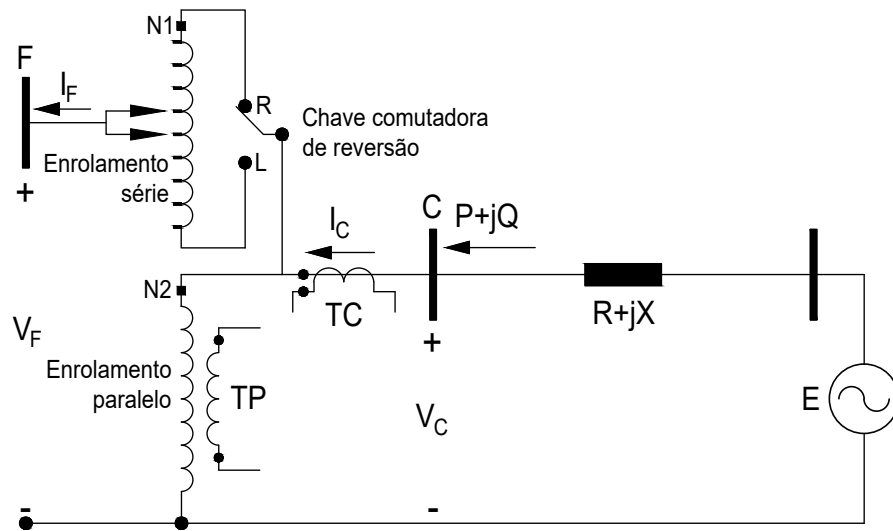 N1
F
I_F
R
Chave comutadora
de reversão
Enrolamento
série
L
+
I_C
C
P+jQ
N2
TC
R+jX
+
V_F
Enrolamento
paralelo
TP
V_C
E
-
-